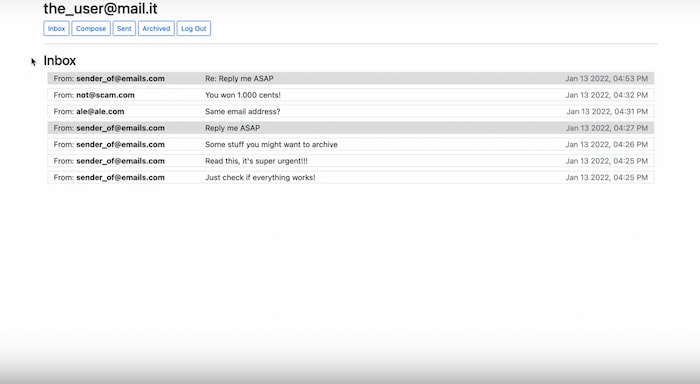 the_user@mail.it
Inbox Compose Sent Archived Log Out
Inbox
From: sender_of@emails.com Re: Reply me ASAP Jan 13 2022, 04:53 PM
From: not@scam.com You won 1.000 cents! Jan 13 2022, 04:32 PM
From: ale@ale.com Same email address? Jan 13 2022, 04:31 PM
From: sender_of@emails.com Reply me ASAP Jan 13 2022, 04:27 PM
From: sender_of@emails.com Some stuff you might want to archive Jan 13 2022, 04:26 PM
From: sender_of@emails.com Read this, it's super urgent!!! Jan 13 2022, 04:25 PM
From: sender_of@emails.com Just check if everything works! Jan 13 2022, 04:25 PM